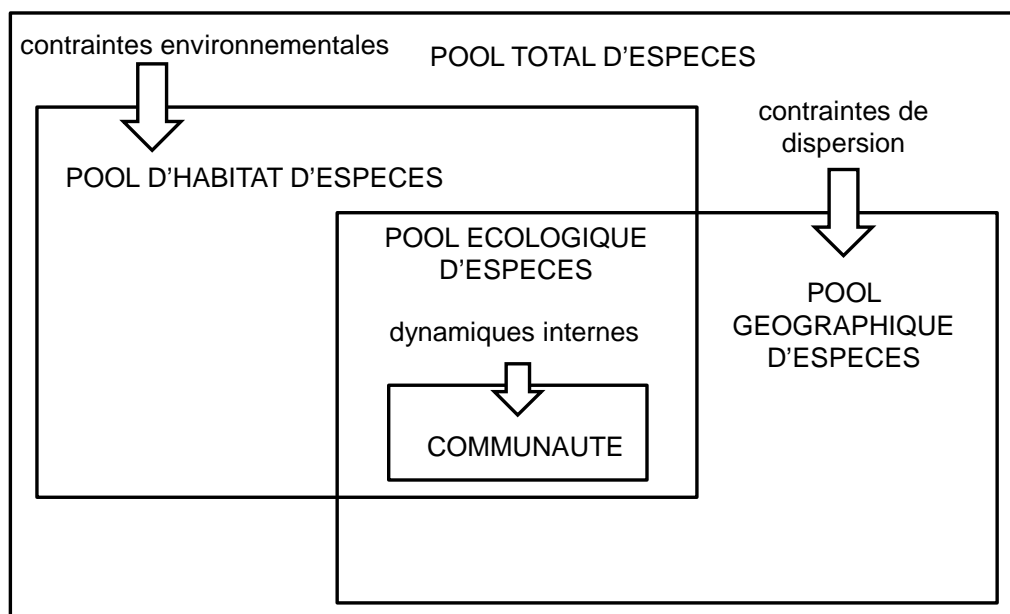 contraintes environnementales
POOL TOTAL D'ESPECES
contraintes de
dispersion
POOL D'HABITAT D'ESPECES
POOL ECOLOGIQUE
D'ESPECES
POOL
GEOGRAPHIQUE
D'ESPECES
dynamiques internes
COMMUNAUTE